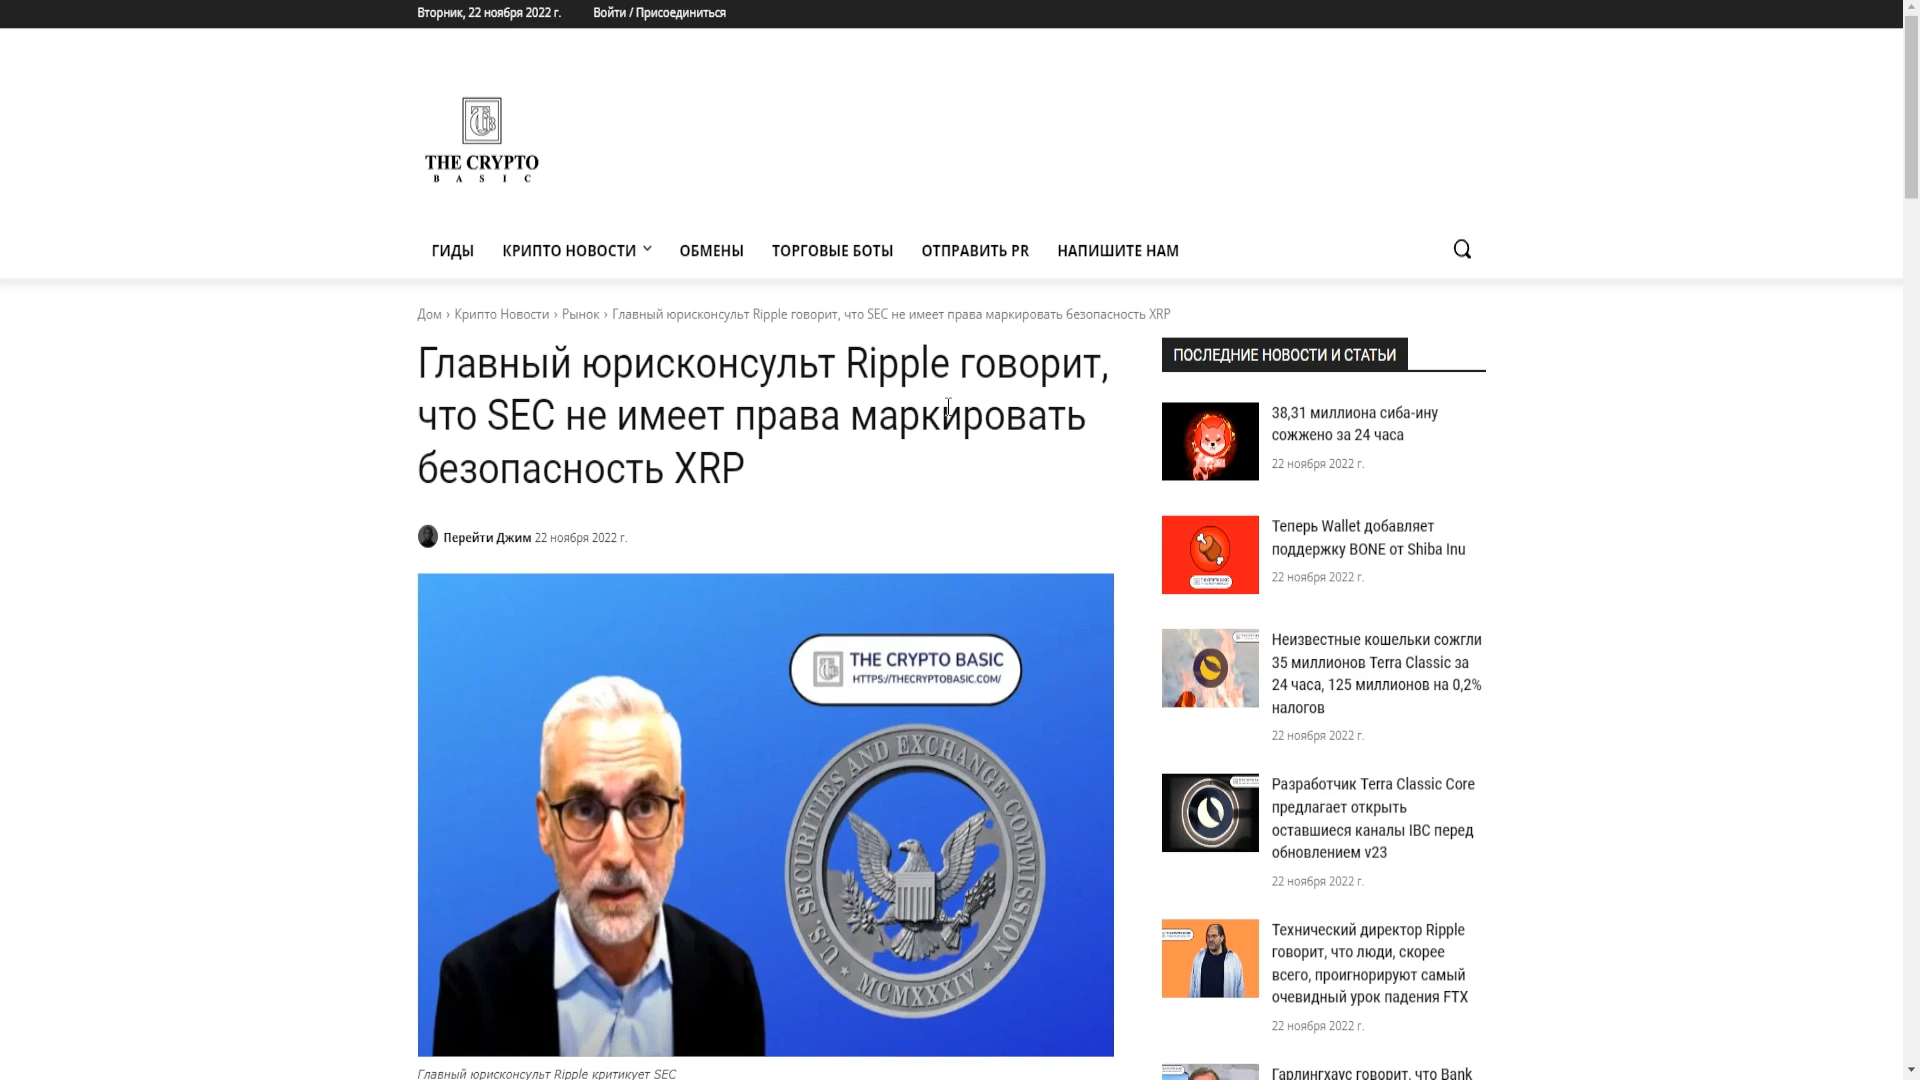 Вторник, 22 ноября 2022 г.
Войти / Присоединиться
THE CRYPTO
BASIC
ГИДЫ
КРИПТО НОВОСТИ
ОБМЕНЫ
ТОРГОВЫЕ БОТЫ
ОТПРАВИТЬ PR
НАПИШИТЕ НАМ
Дом › Крипто Новости › Рынок › Главный юрисконсульт Ripple говорит, что SEC не имеет права маркировать безопасность XRP
Главный юрисконсульт Ripple говорит,
что SEC не имеет права маркировать
безопасность XRP
Перейти Джим 22 ноября 2022 г.
THE CRYPTO BASIC
HTTPS://THECRYPTOBASIC.COM/
U.S. SECURITIES AND EXCHANGE COMMISSION
MCMXXXIV
Главный юрисконсульт Ripple критикует SEC
ПОСЛЕДНИЕ НОВОСТИ И СТАТЬИ
38,31 миллиона сиба-ину
сожжено за 24 часа
22 ноября 2022 г.
Теперь Wallet добавляет
поддержку BONE от Shiba Inu
22 ноября 2022 г.
Неизвестные кошельки сожгли
35 миллионов Terra Classic за
24 часа, 125 миллионов на 0,2%
налогов
22 ноября 2022 г.
Разработчик Terra Classic Core
предлагает открыть
оставшиеся каналы IBC перед
обновлением v23
22 ноября 2022 г.
Технический директор Ripple
говорит, что люди, скорее
всего, проигнорируют самый
очевидный урок падения FTX
22 ноября 2022 г.
Гарлингхаус говорит, что Bank